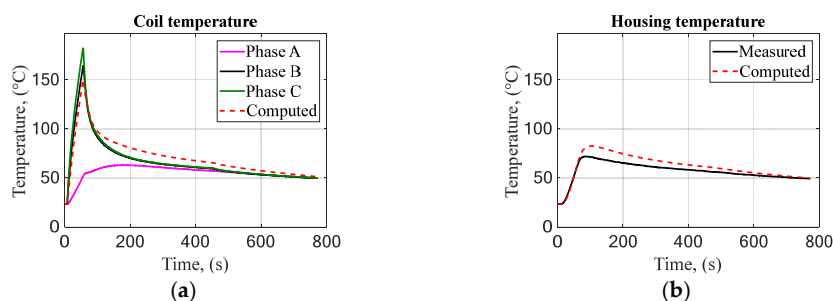 Coil temperature
Temperature, (°C)
150
100
50
0
Phase A
Phase B
Phase C
Computed
0 200 400 600 800
Time, (s)
(a)
Housing temperature
Temperature, (°C)
150
100
50
0
Measured
Computed
0 200 400 600 800
Time, (s)
(b)